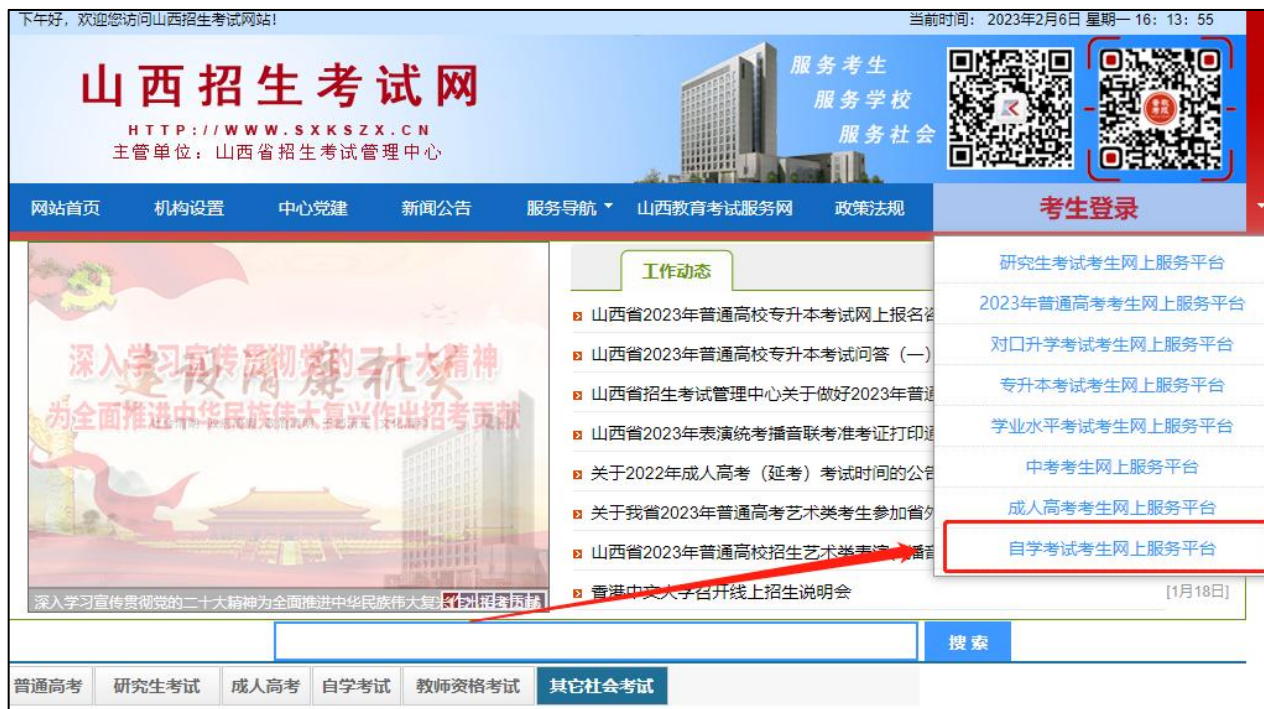 下午好，欢迎您访问山西招生考试网站!
当前时间： 2023年2月6日 星期一 16：13：55
山西招生考试网
HTTP://WWW.SXKSZX.CN
主管单位：山西省招生考试管理中心
服务考生
服务学校
服务社会
网站首页 机构设置 中心党建 新闻公告 服务导航 山西教育考试服务网 政策法规 考生登录
研究生考试考生网上服务平台
2023年普通高考考生网上服务平台
对口升学考试考生网上服务平台
专升本考试考生网上服务平台
学业水平考试考生网上服务平台
中考考生网上服务平台
成人高考考生网上服务平台
自学考试考生网上服务平台
工作动态
山西省2023年普通高校专升本考试网上报名
山西省2023年普通高校专升本考试问答（一）
山西省招生考试管理中心关于做好2023年普通
山西省2023年表演统考播音联考准考证打印
关于2022年成人高考（延考）考试时间的公告
关于我省2023年普通高考艺术类考生参加省外
山西省2023年普通高校招生艺术类表演 播音
香港中文大学召开线上招生说明会 [1月18日]
深入学习宣传贯彻党的二十大精神
为全面推进中华民族伟大复兴作出招考贡献
建设清廉机关
深入学习宣传贯彻党的二十大精神为全面推进中华民族伟大复兴作出招考贡献
搜索
普通高考 研究生考试 成人高考 自学考试 教师资格考试 其它社会考试